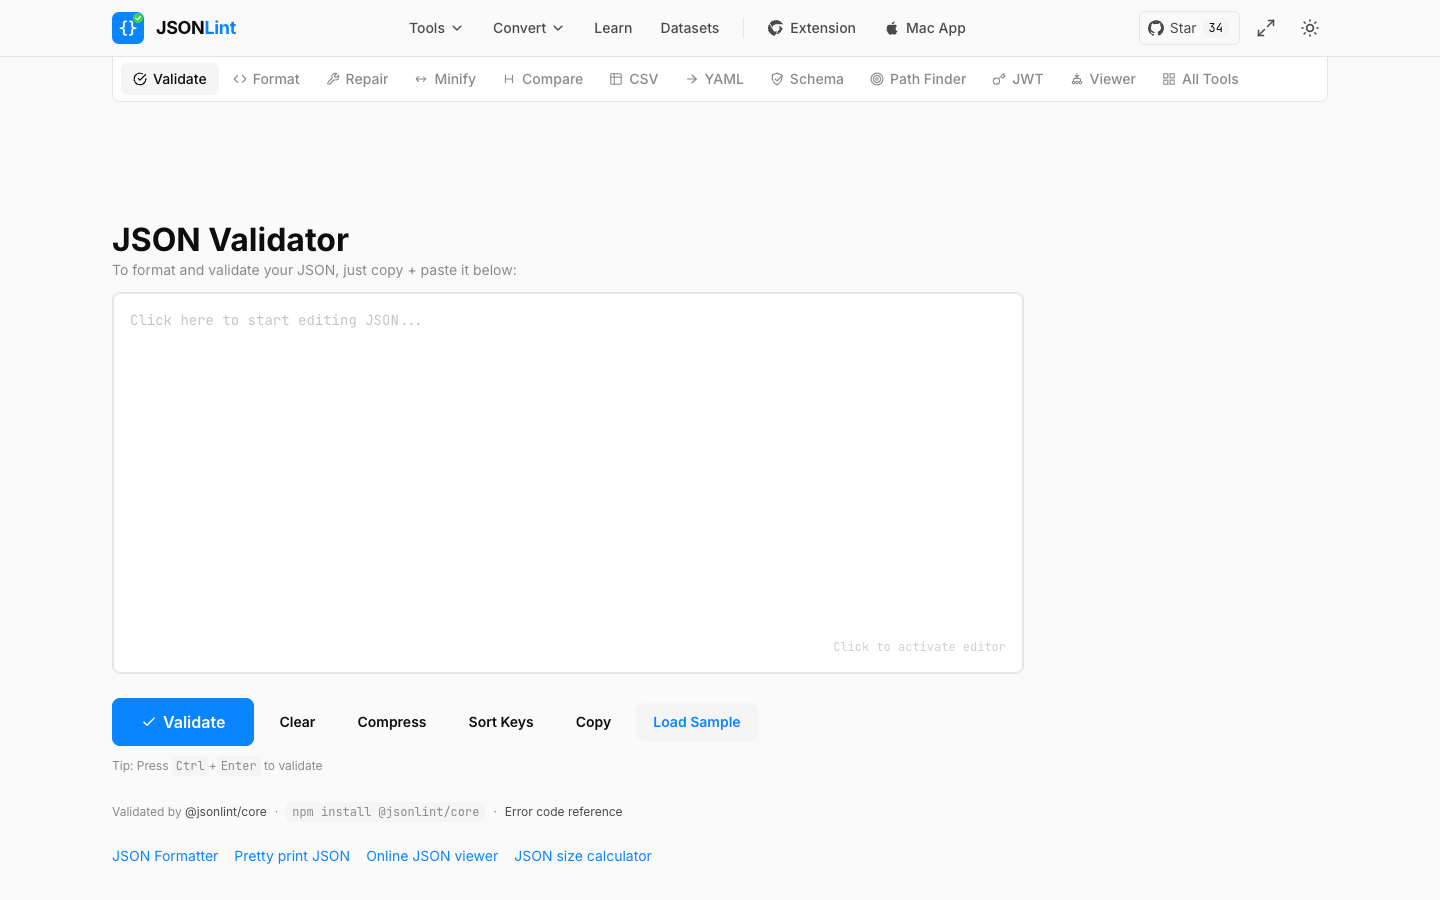 JSONLint
Tools Convert Learn Datasets Extension Mac App
Star 34
Validate Format Repair Minify Compare CSV YAML Schema Path Finder JWT Viewer All Tools
JSON Validator
To format and validate your JSON, just copy + paste it below:
Click here to start editing JSON...
Click to activate editor
Validate Clear Compress Sort Keys Copy Load Sample
Tip: Press Ctrl + Enter to validate
Validated by @jsonlint/core · npm install @jsonlint/core · Error code reference
JSON Formatter Pretty print JSON Online JSON viewer JSON size calculator